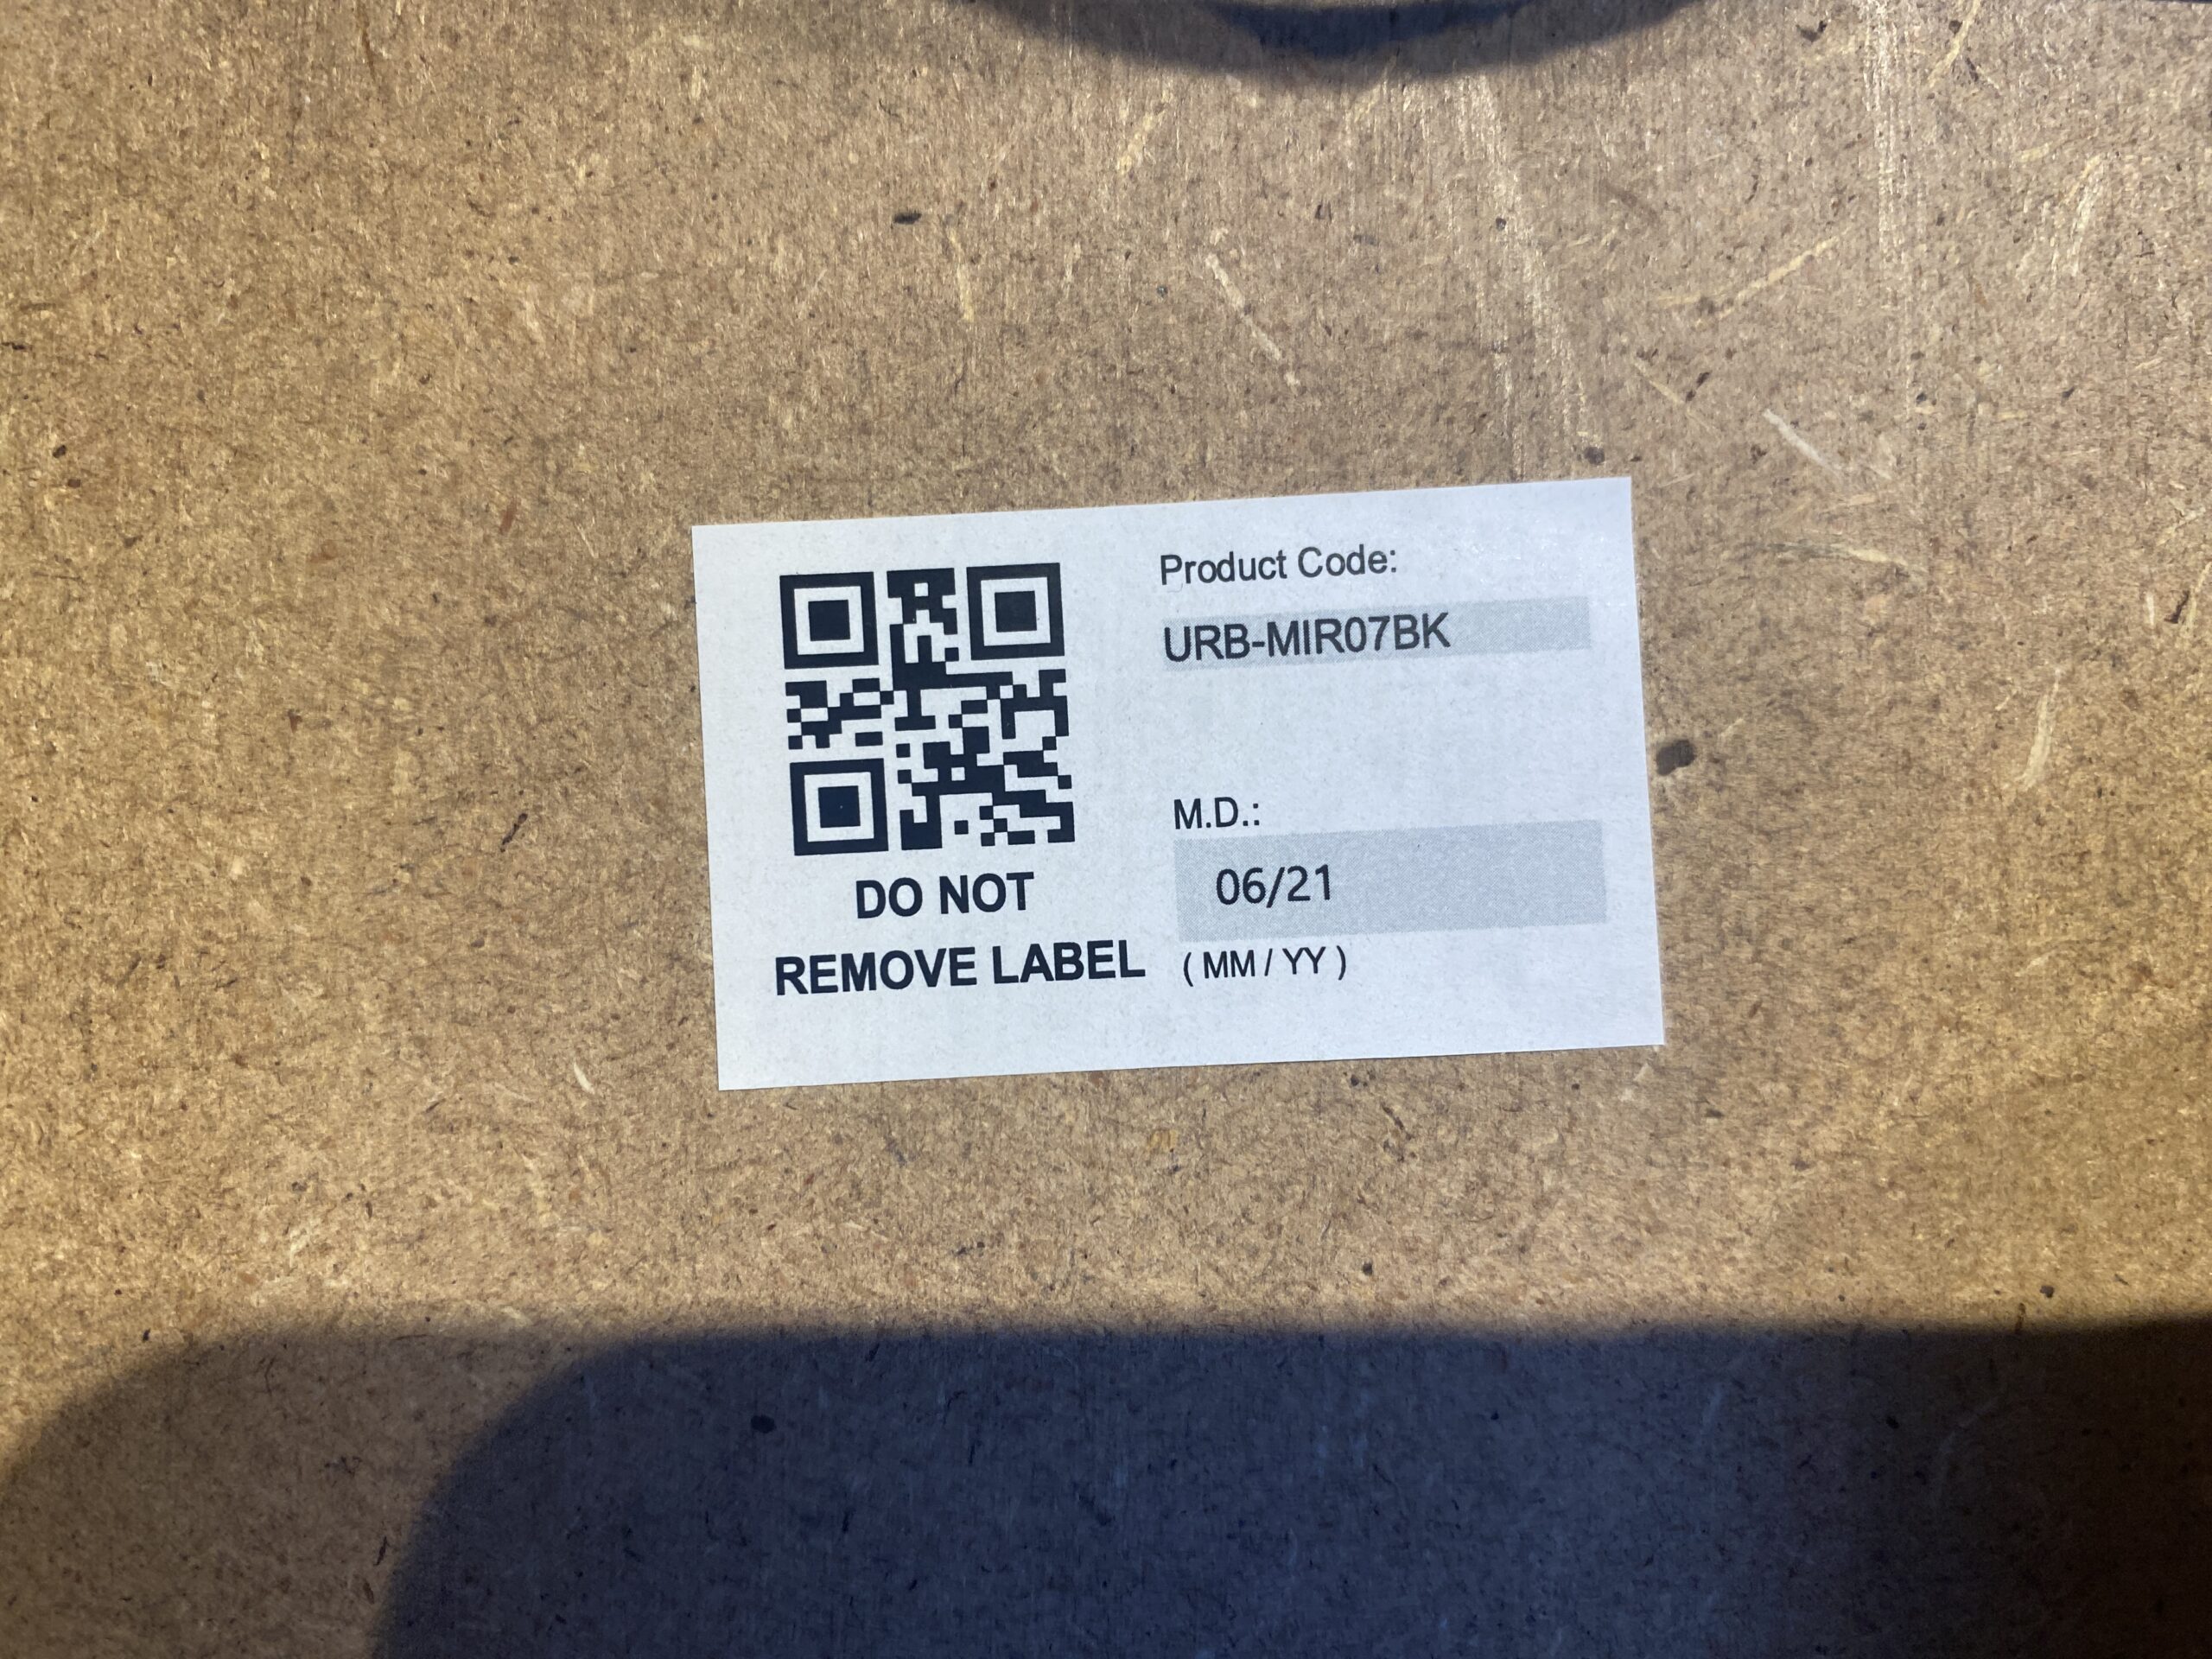 Product Code:
URB-MIR07BK
M.D.:
06/21
( MM / YY )
DO NOT
REMOVE LABEL